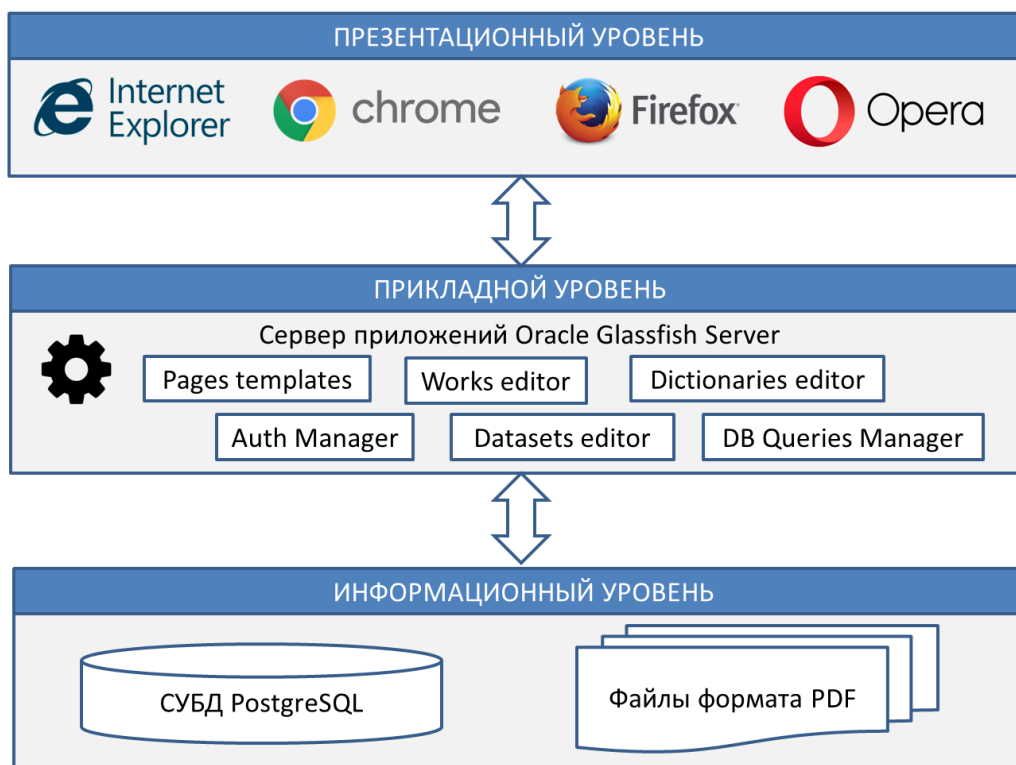 ПРЕЗЕНТАЦИОННЫЙ УРОВЕНЬ
Internet
Explorer
chrome
Firefox
Opera
ПРИКЛАДНОЙ УРОВЕНЬ
Сервер приложений Oracle Glassfish Server
Pages templates
Works editor
Dictionaries editor
Auth Manager
Datasets editor
DB Queries Manager
ИНФОРМАЦИОННЫЙ УРОВЕНЬ
СУБД PostgreSQL
Файлы формата PDF